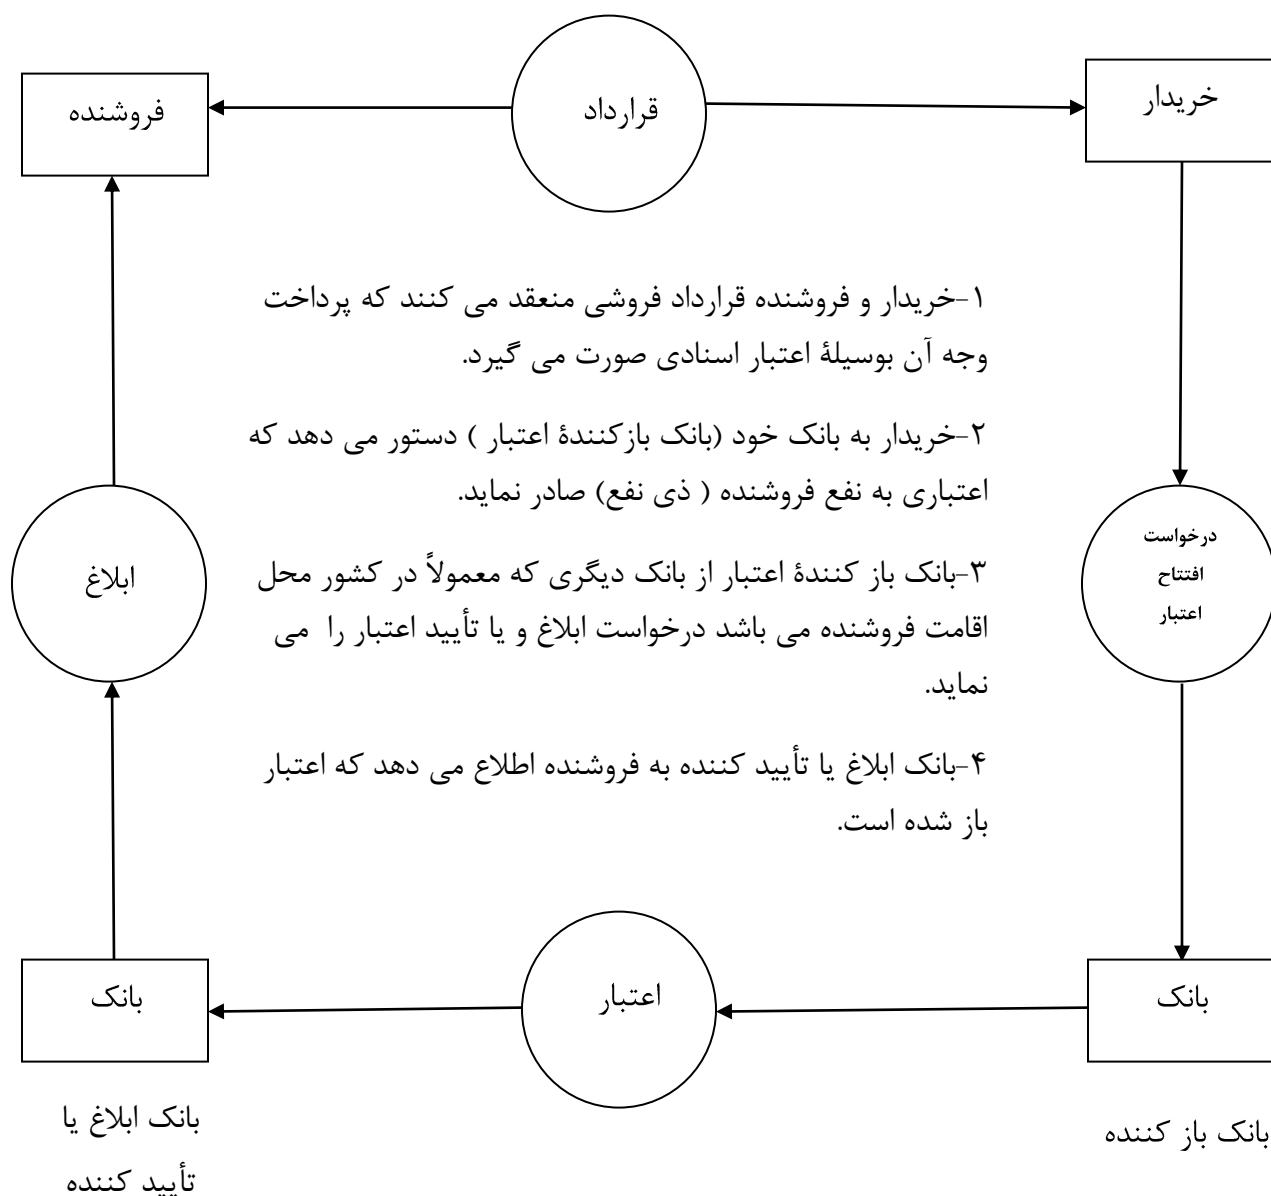 خریدار
قرارداد
فروشنده
۱-خریدار و فروشنده قرارداد فروشی منعقد می کنند که پرداخت
وجه آن بوسیلۀ اعتبار اسنادی صورت می گیرد.
۲-خریدار به بانک خود (بانک بازکنندۀ اعتبار ) دستور می دهد که
اعتباری به نفع فروشنده ( ذی نفع) صادر نماید.
۳-بانک باز کنندۀ اعتبار از بانک دیگری که معمولاً در کشور محل
اقامت فروشنده می باشد درخواست ابلاغ و یا تأیید اعتبار را می
نماید.
۴-بانک ابلاغ یا تأیید کننده به فروشنده اطلاع می دهد که اعتبار
باز شده است.
درخواست
افتتاح
اعتبار
ابلاغ
بانک
اعتبار
بانک
بانک باز کننده
بانک ابلاغ یا
تأیید کننده